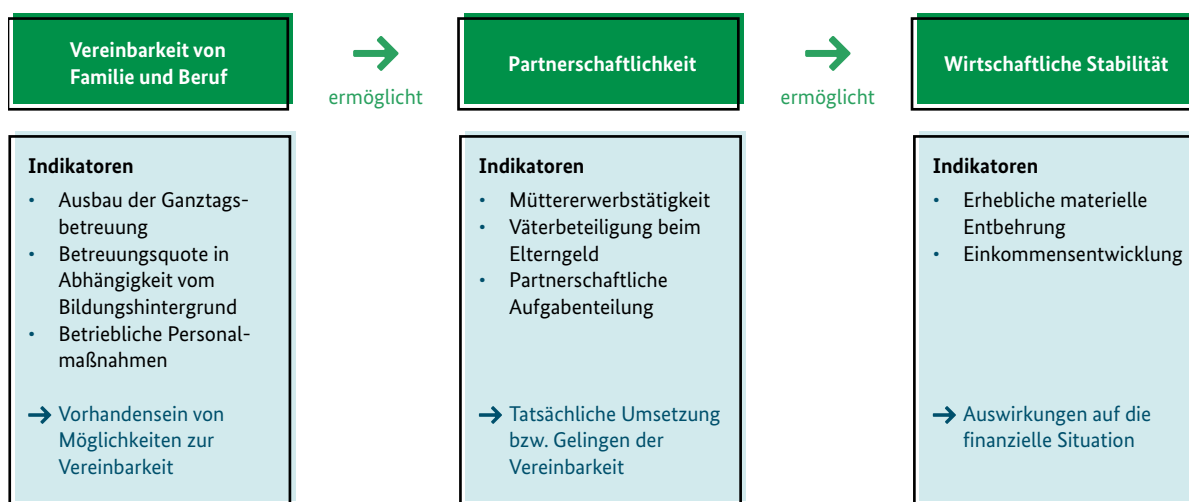 Vereinbarkeit von
Familie und Beruf
ermöglicht
Partnerschaftlichkeit
ermöglicht
Wirtschaftliche Stabilität
Indikatoren
• Ausbau der Ganztags-
betreuung
• Betreuungsquote in
Abhängigkeit vom
Bildungshintergrund
• Betriebliche Personal-
maßnahmen
→ Vorhandensein von
Möglichkeiten zur
Vereinbarkeit
Indikatoren
• Müttererwerbstätigkeit
• Väterbeteiligung beim
Elterngeld
• Partnerschaftliche
Aufgabenteilung
→ Tatsächliche Umsetzung
bzw. Gelingen der
Vereinbarkeit
Indikatoren
• Erhebliche materielle
Entbehrung
• Einkommensentwicklung
→ Auswirkungen auf die
finanzielle Situation